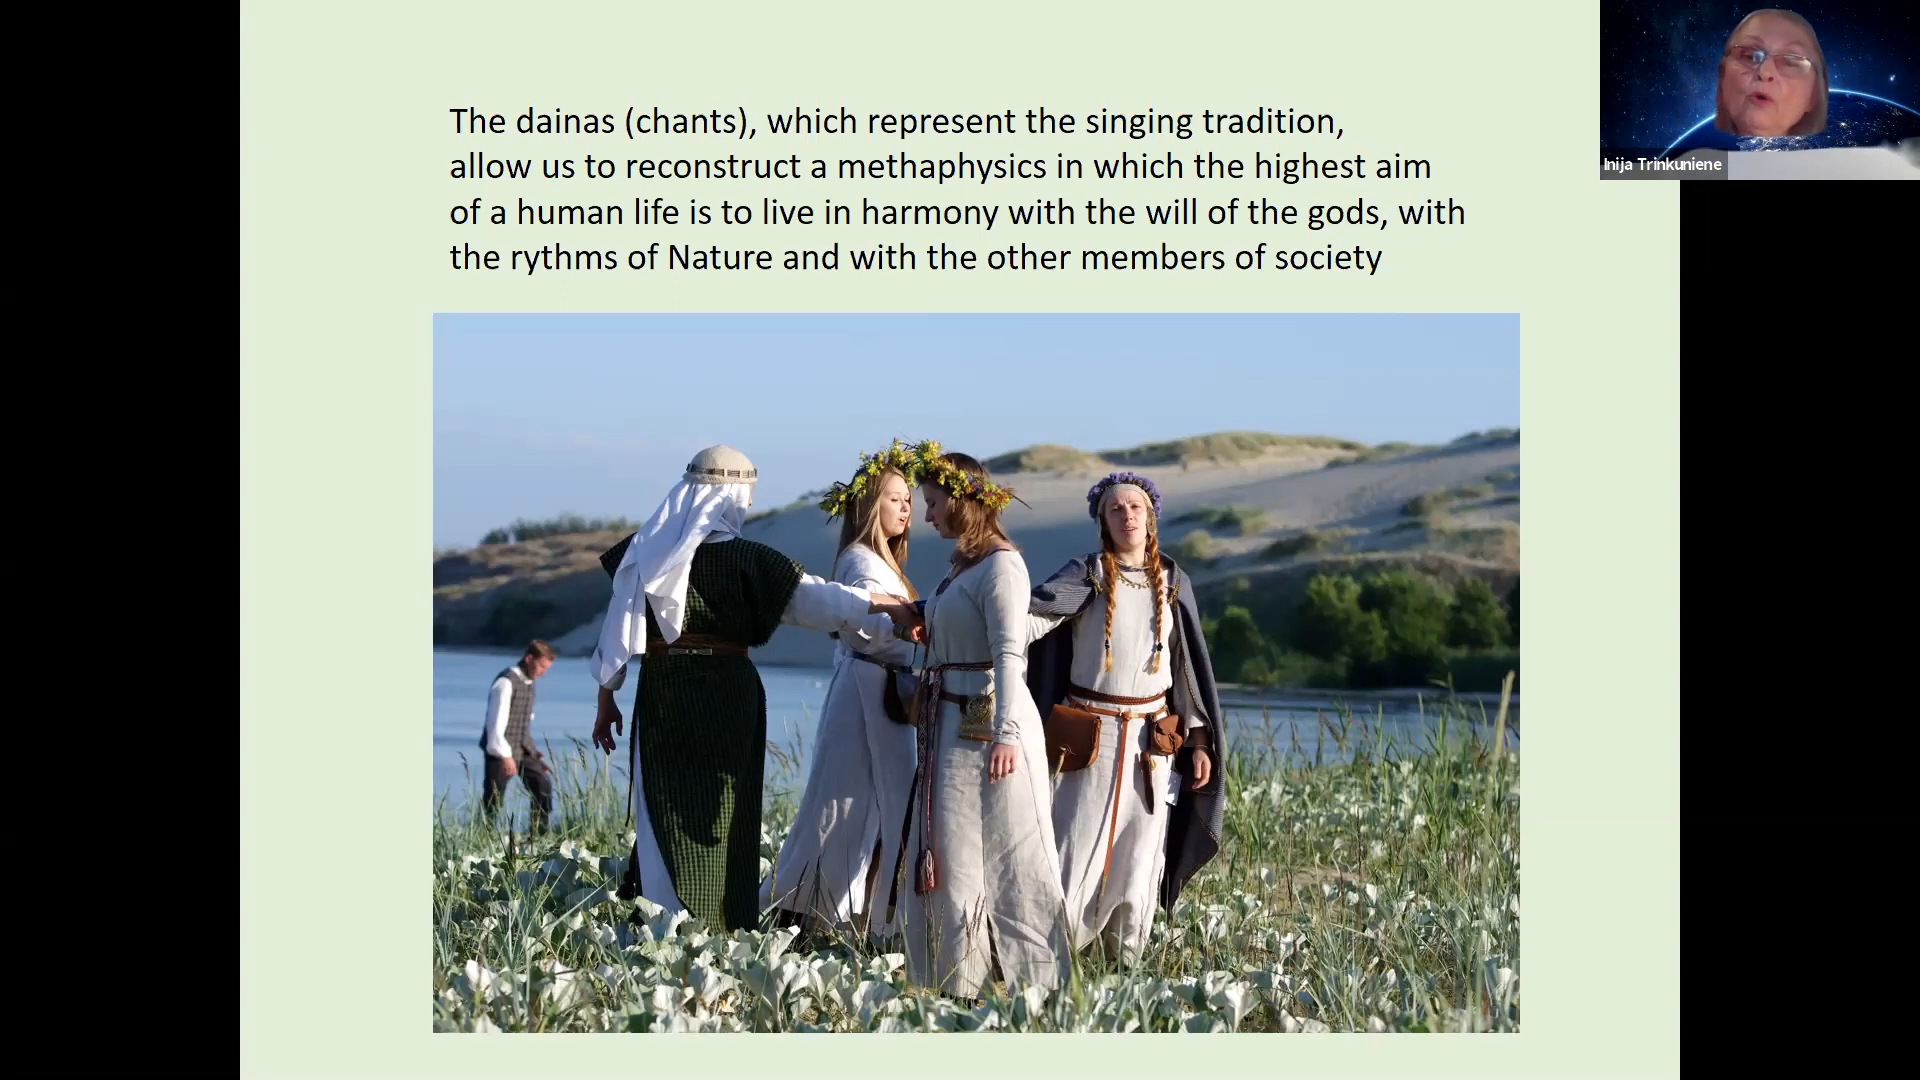 The dainas (chants), which represent the singing tradition,
allow us to reconstruct a methaphysics in which the highest aim
of a human life is to live in harmony with the will of the gods, with
the rythms of Nature and with the other members of society
Inija Trinkuniene